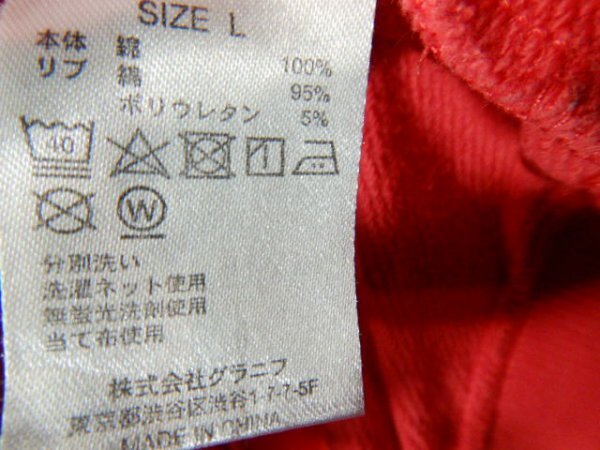 SIZE L
本体 綿 100%
リブ 綿 95%
ポリウレタン 5%
40
W
分別洗い
洗濯ネット使用
無蛍光洗剤使用
当て布使用
株式会社グラニフ
東京都渋谷区渋谷1-7-7-5F
MADE IN CHINA